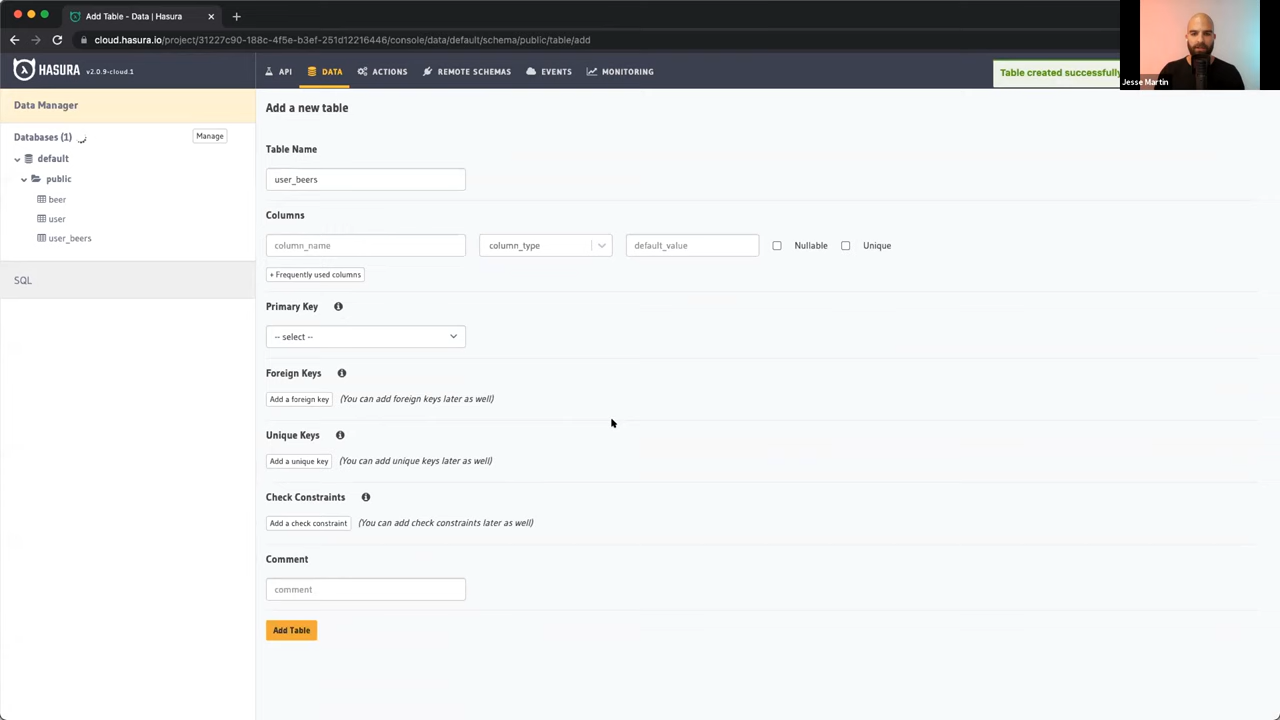 Add Table - Data | Hasura
cloud.hasura.io/project/31227c90-188c-4f5e-b3ef-251d12216446/console/data/default/schema/public/table/add
HASURA v2.0.9-cloud.1
API DATA ACTIONS REMOTE SCHEMAS EVENTS MONITORING
Table created successfully
Jesse Martin
Data Manager
Databases (1) Manage
default
public
beer
user
user_beers
SQL
Add a new table
Table Name
user_beers
Columns
column_name column_type default_value Nullable Unique
+ Frequently used columns
Primary Key
-- select --
Foreign Keys
Add a foreign key (You can add foreign keys later as well)
Unique Keys
Add a unique key (You can add unique keys later as well)
Check Constraints
Add a check constraint (You can add check constraints later as well)
Comment
comment
Add Table